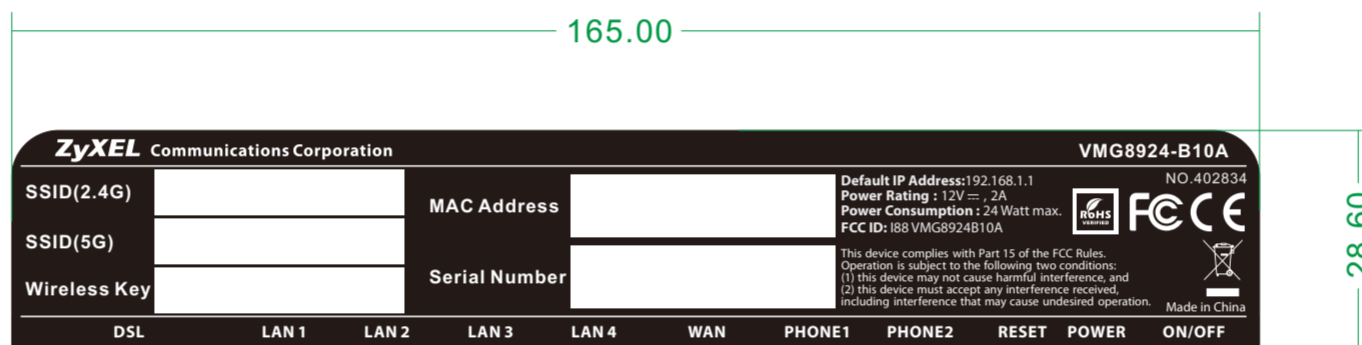 165.00
ZyXEL Communications Corporation
VMG8924-B10A
SSID(2.4G)
SSID(5G)
Wireless Key
MAC Address
Serial Number
Default IP Address:192.168.1.1
Power Rating : 12V ⎓ , 2A
Power Consumption : 24 Watt max.
FCC ID: I88 VMG8924B10A
This device complies with Part 15 of the FCC Rules.
Operation is subject to the following two conditions:
(1) this device may not cause harmful interference, and
(2) this device must accept any interference received,
including interference that may cause undesired operation.
NO.402834
RoHS
VERIFIED
FC CE
Made in China
28.60
DSL LAN 1 LAN 2 LAN 3 LAN 4 WAN PHONE1 PHONE2 RESET POWER ON/OFF